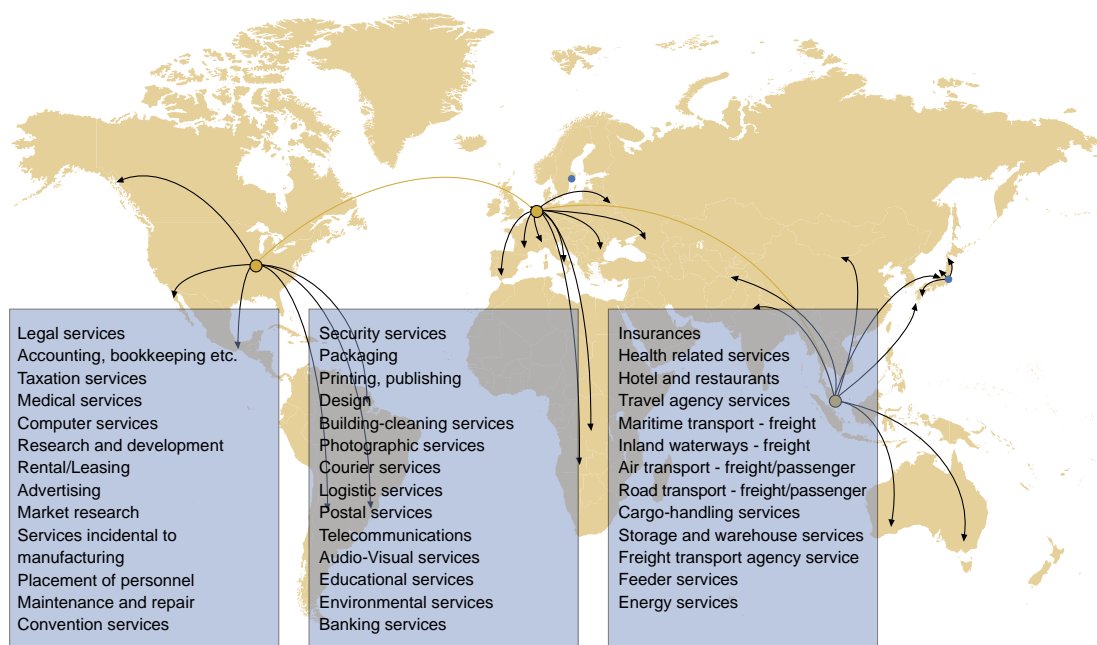 Legal services
Accounting, bookkeeping etc.
Taxation services
Medical services
Computer services
Research and development
Rental/Leasing
Advertising
Market research
Services incidental to
manufacturing
Placement of personnel
Maintenance and repair
Convention services
Security services
Packaging
Printing, publishing
Design
Building-cleaning services
Photographic services
Courier services
Logistic services
Postal services
Telecommunications
Audio-Visual services
Educational services
Environmental services
Banking services
Insurances
Health related services
Hotel and restaurants
Travel agency services
Maritime transport - freight
Inland waterways - freight
Air transport - freight/passenger
Road transport - freight/passenger
Cargo-handling services
Storage and warehouse services
Freight transport agency service
Feeder services
Energy services